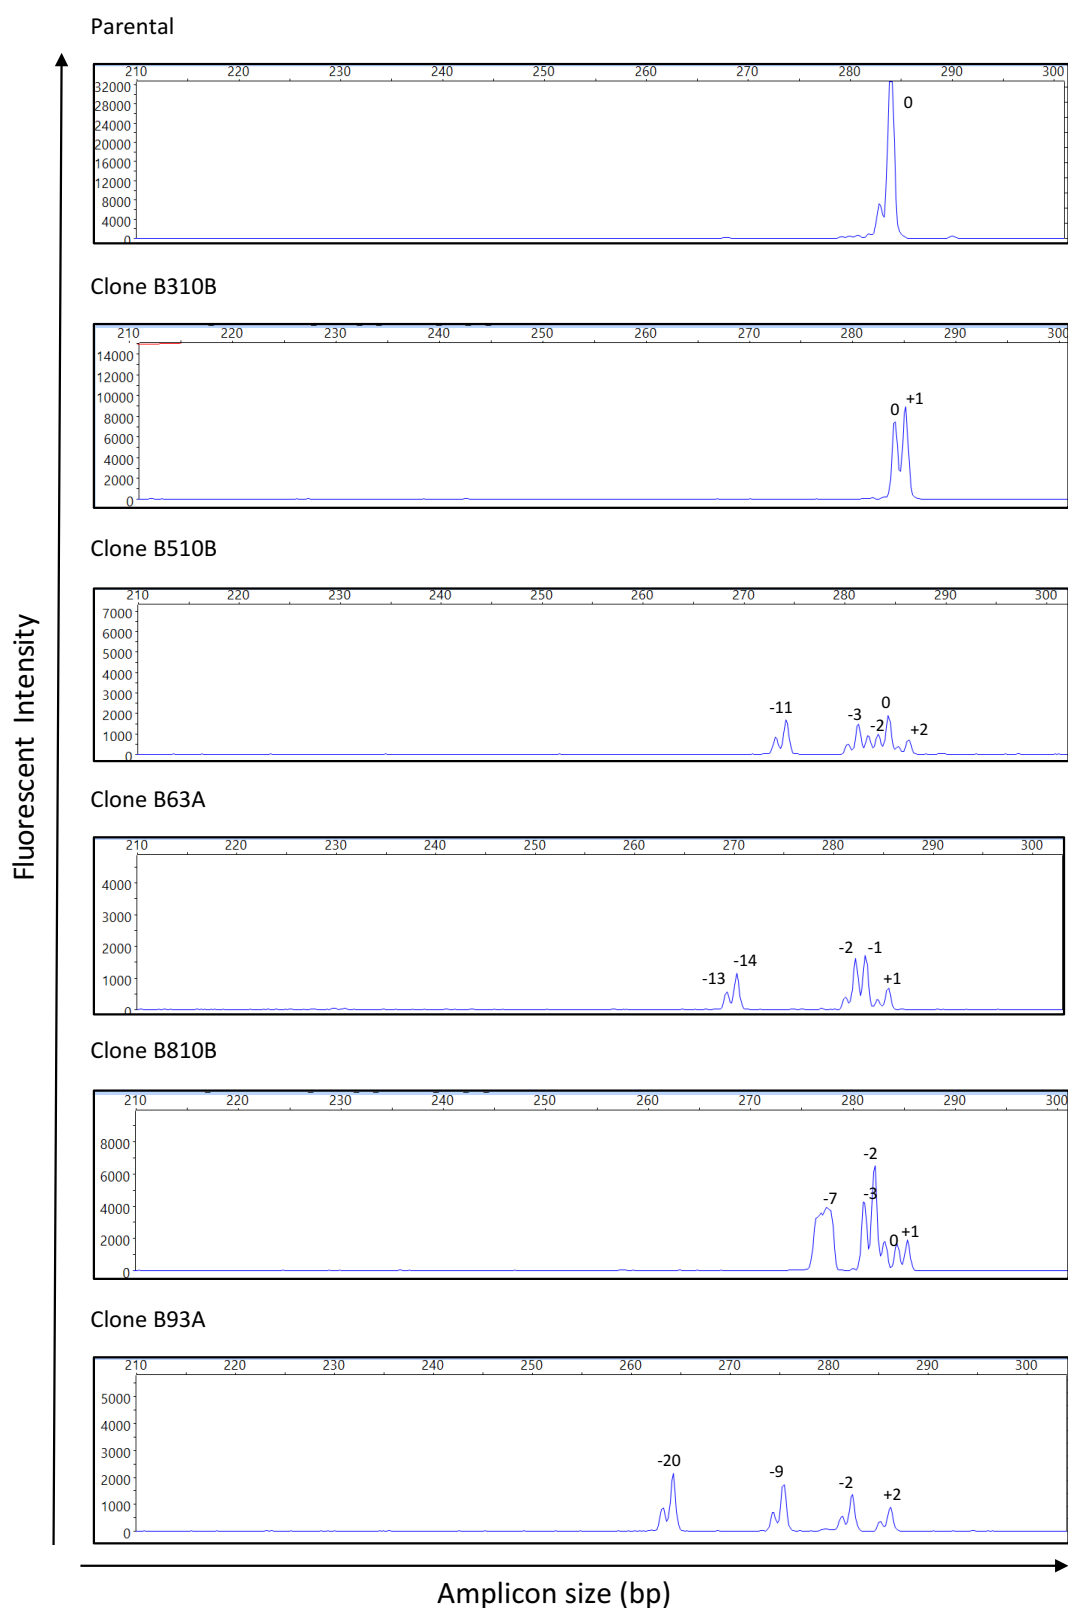 Parental
210 220 230 240 250 260 270 280 290 300
32000
28000
24000
20000
16000
12000
8000
4000
0
0
Clone B310B
210 220 230 240 250 260 270 280 290 300
14000
12000
10000
8000
6000
4000
2000
0
0 +1
Clone B510B
210 220 230 240 250 260 270 280 290 300
7000
6000
5000
4000
3000
2000
1000
0
-11 -3 -2 0 +2
Clone B63A
210 220 230 240 250 260 270 280 290 300
4000
3000
2000
1000
0
-13 -14 -2 -1 +1
Clone B810B
210 220 230 240 250 260 270 280 290 300
8000
6000
4000
2000
0
-7 -3 -2 0 +1
Clone B93A
210 220 230 240 250 260 270 280 290 300
5000
4000
3000
2000
1000
0
-20 -9 -2 +2
Fluorescent Intensity
Amplicon size (bp)